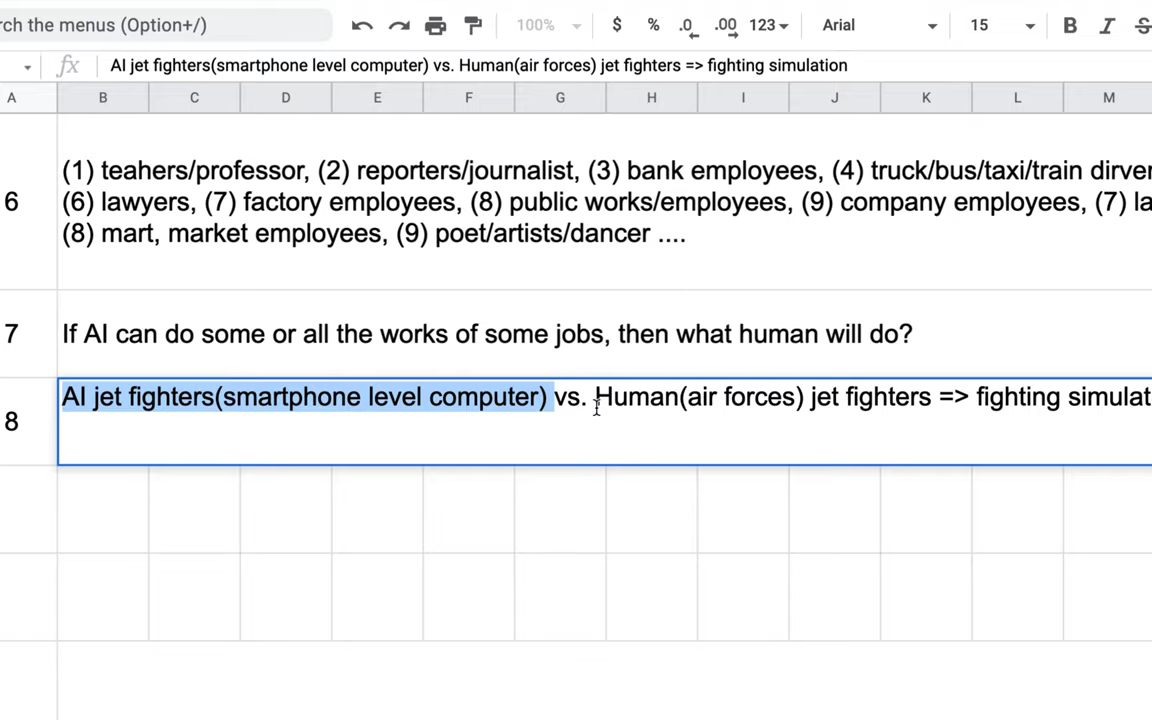 rch the menus (Option+/)
100%
$
%
.0
.00
123
Arial
15
B
I
S
fx
AI jet fighters(smartphone level computer) vs. Human(air forces) jet fighters => fighting simulation
A
B
C
D
E
F
G
H
I
J
K
L
M
6
(1) teahers/professor, (2) reporters/journalist, (3) bank employees, (4) truck/bus/taxi/train dirver
(6) lawyers, (7) factory employees, (8) public works/employees, (9) company employees, (7) la
(8) mart, market employees, (9) poet/artists/dancer ....
7
If AI can do some or all the works of some jobs, then what human will do?
8
AI jet fighters(smartphone level computer) vs. Human(air forces) jet fighters => fighting simulat